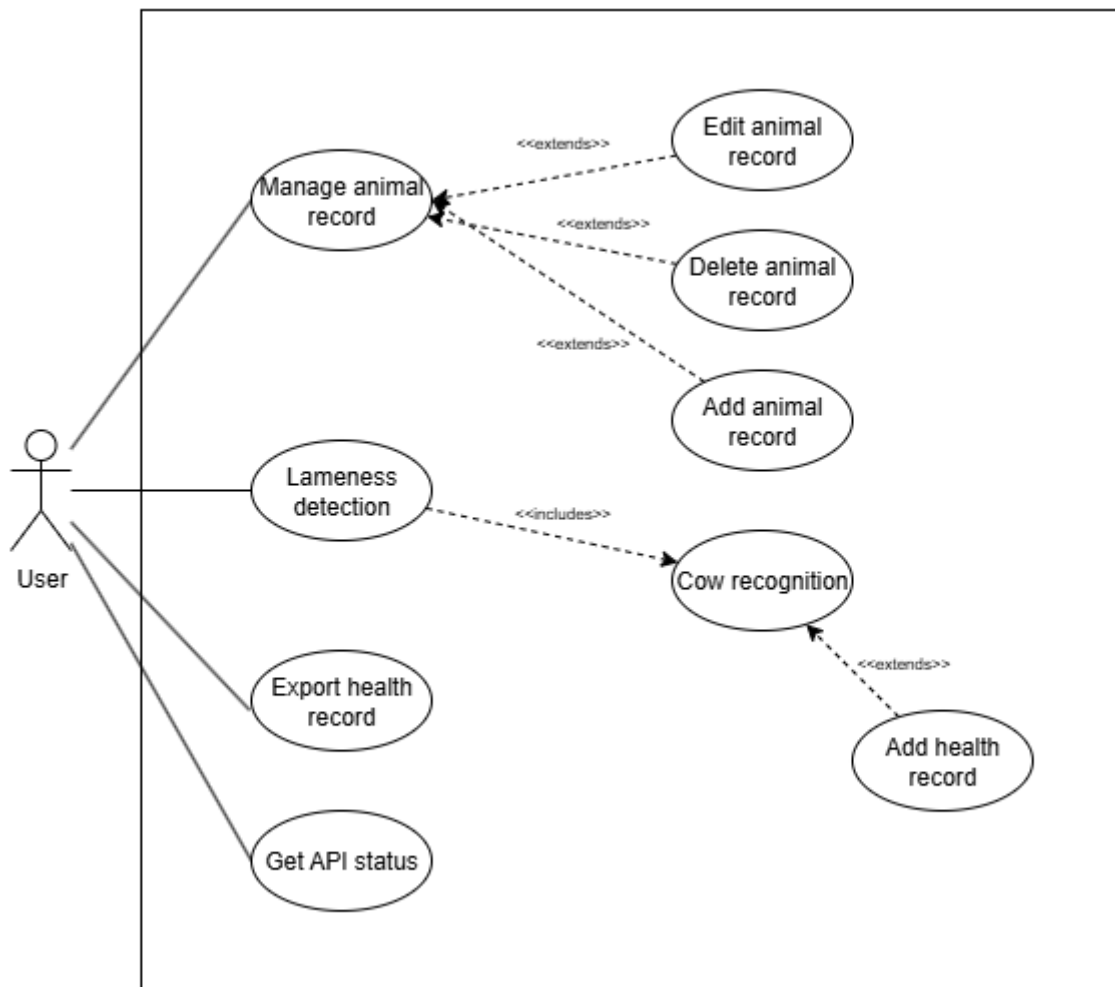 Edit animal
record
<<extends>>
Manage animal
record
<<extends>>
Delete animal
record
<<extends>>
Add animal
record
Lameness
detection
<<includes>>
Cow recognition
User
<<extends>>
Export health
record
Add health
record
Get API status